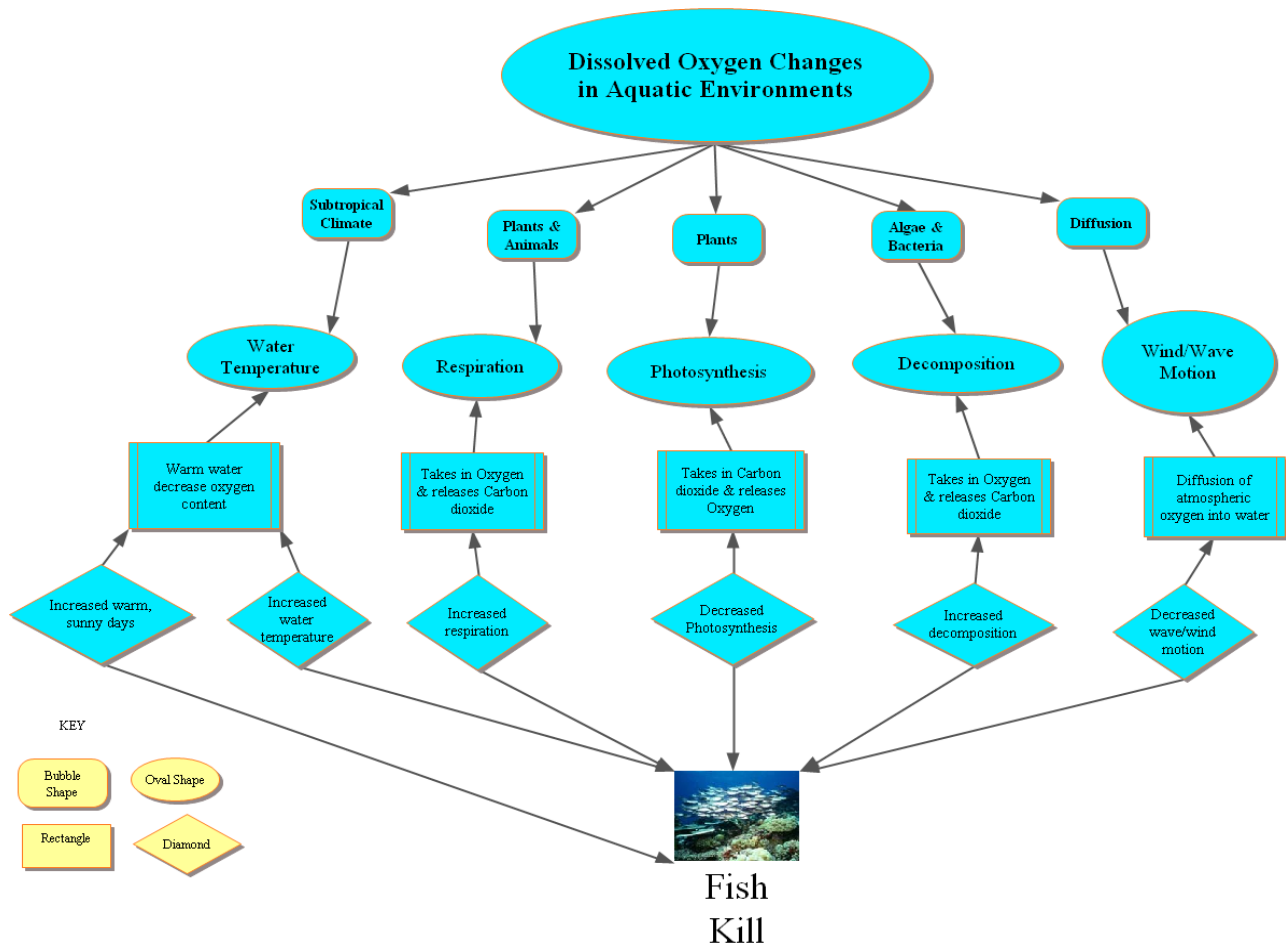 Dissolved Oxygen Changes
in Aquatic Environments
Subtropical
Climate
Plants &
Animals
Plants
Algae &
Bacteria
Diffusion
Water
Temperature
Respiration
Photosynthesis
Decomposition
Wind/Wave
Motion
Warm water
decrease oxygen
content
Takes in Oxygen
& releases Carbon
dioxide
Takes in Carbon
dioxide & releases
Oxygen
Takes in Oxygen
& releases Carbon
dioxide
Diffusion of
atmospheric
oxygen into water
Increased warm,
sunny days
Increased
water
temperature
Increased
respiration
Decreased
Photosynthesis
Increased
decomposition
Decreased
wave/wind
motion
KEY
Bubble
Shape
Oval Shape
Rectangle
Diamond
Fish
Kill